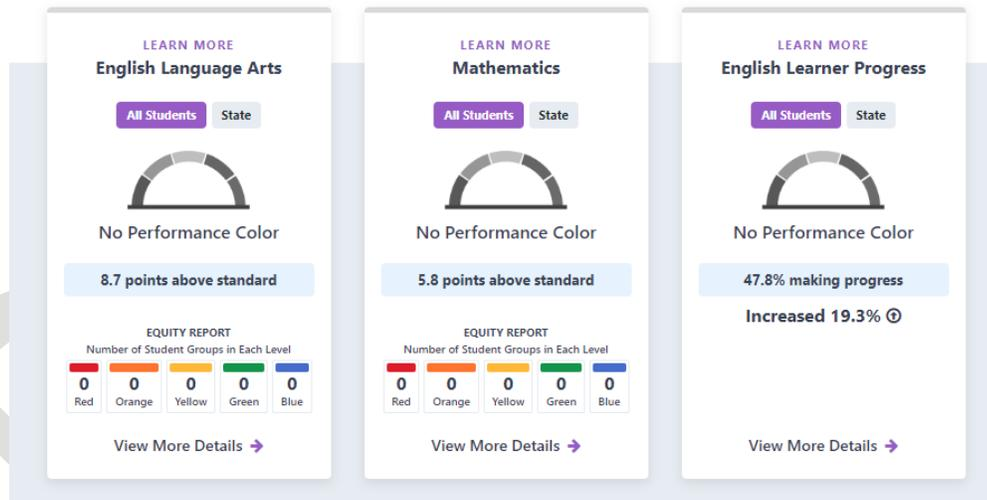 LEARN MORE
English Language Arts
All Students State
No Performance Color
8.7 points above standard
EQUITY REPORT
Number of Student Groups in Each Level
0 0 0 0 0
Red Orange Yellow Green Blue
View More Details
LEARN MORE
Mathematics
All Students State
No Performance Color
5.8 points above standard
EQUITY REPORT
Number of Student Groups in Each Level
0 0 0 0 0
Red Orange Yellow Green Blue
View More Details
LEARN MORE
English Learner Progress
All Students State
No Performance Color
47.8% making progress
Increased 19.3%
View More Details